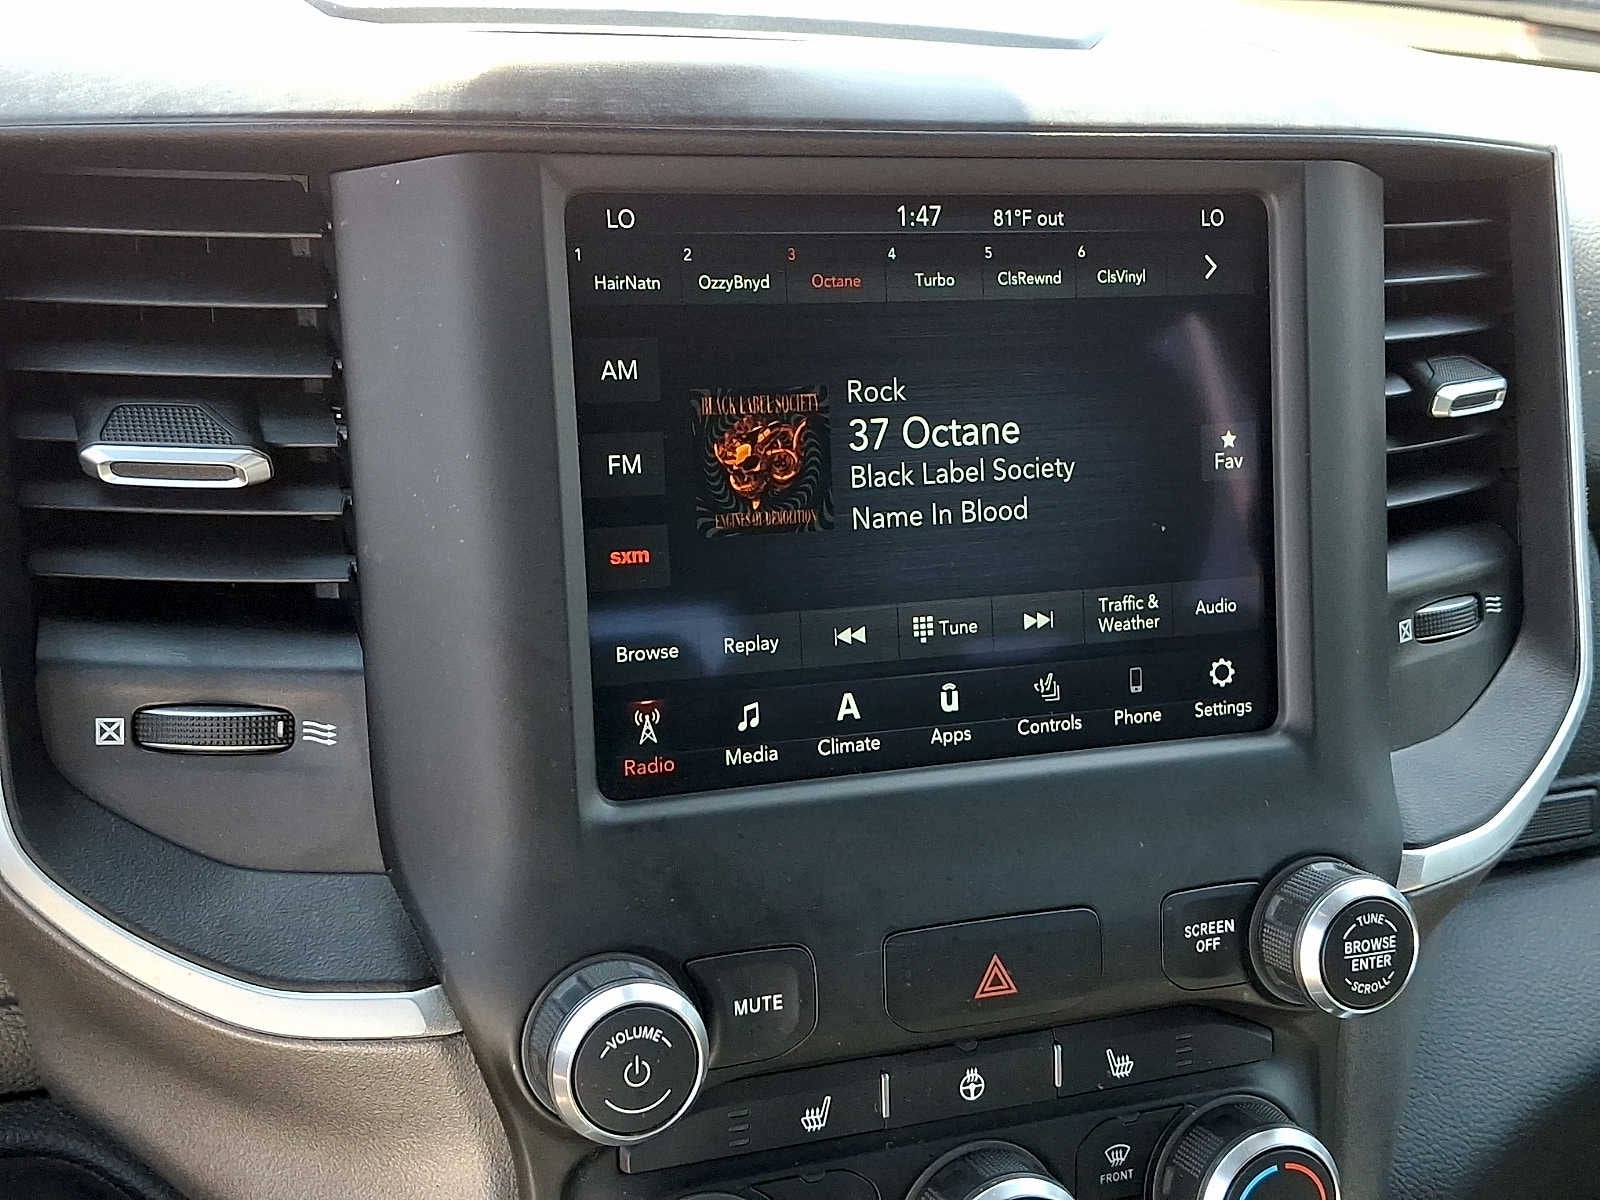 LO 1:47 81°F out LO
1 2 3 4 5 6
HairNatn OzzyBnyd Octane Turbo ClsRewnd ClsVinyl
AM
FM
sxm
BLACK LABEL SOCIETY
ENGINES OF DEMOLITION
Rock
37 Octane
Black Label Society
Name In Blood
Fav
Browse Replay Tune Traffic & Weather Audio
Radio Media Climate Apps Controls Phone Settings
VOLUME
MUTE
SCREEN
OFF
TUNE
BROWSE
ENTER
SCROLL
FRONT